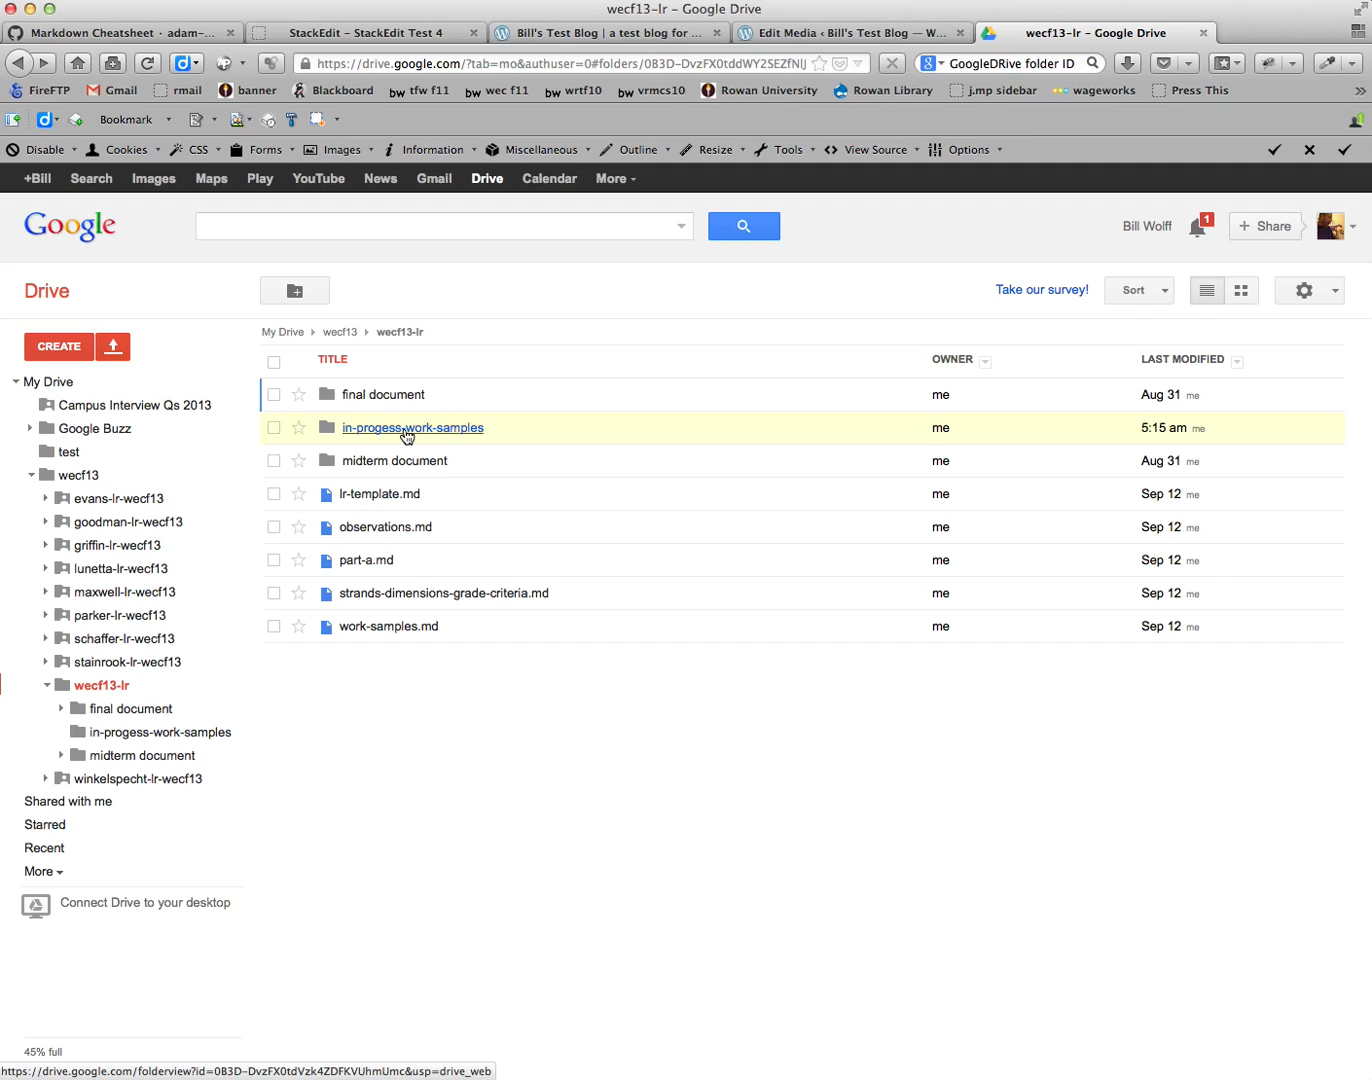 wecf13-lr - Google Drive
Markdown Cheatsheet · adam-...
StackEdit - StackEdit Test 4
Bill's Test Blog | a test blog for ...
Edit Media ‹ Bill's Test Blog — W...
wecf13-lr - Google Drive
https://drive.google.com/?tab=mo&authuser=0#folders/0B3D-DvzFX0tddWY2SEZfNlJ
GoogleDRive folder ID
FireFTP Gmail rmail banner Blackboard bw tfw f11 bw wec f11 bw wrtf10 bw vrmcs10 Rowan University Rowan Library j.mp sidebar wageworks Press This
Bookmark
Disable Cookies CSS Forms Images Information Miscellaneous Outline Resize Tools View Source Options
+Bill Search Images Maps Play YouTube News Gmail Drive Calendar More
Google
Bill Wolff
1
+ Share
Drive
Take our survey!
Sort
My Drive wecf13 wecf13-lr
CREATE
TITLE OWNER LAST MODIFIED
final document me Aug 31 me
in-progess-work-samples me 5:15 am me
midterm document me Aug 31 me
lr-template.md me Sep 12 me
observations.md me Sep 12 me
part-a.md me Sep 12 me
strands-dimensions-grade-criteria.md me Sep 12 me
work-samples.md me Sep 12 me
My Drive
Campus Interview Qs 2013
Google Buzz
test
wecf13
evans-lr-wecf13
goodman-lr-wecf13
griffin-lr-wecf13
lunetta-lr-wecf13
maxwell-lr-wecf13
parker-lr-wecf13
schaffer-lr-wecf13
stainrook-lr-wecf13
wecf13-lr
final document
in-progess-work-samples
midterm document
winkelspecht-lr-wecf13
Shared with me
Starred
Recent
More
Connect Drive to your desktop
45% full
https://drive.google.com/folderview?id=0B3D-DvzFX0tdVzk4ZDFKVUhmUmc&usp=drive_web